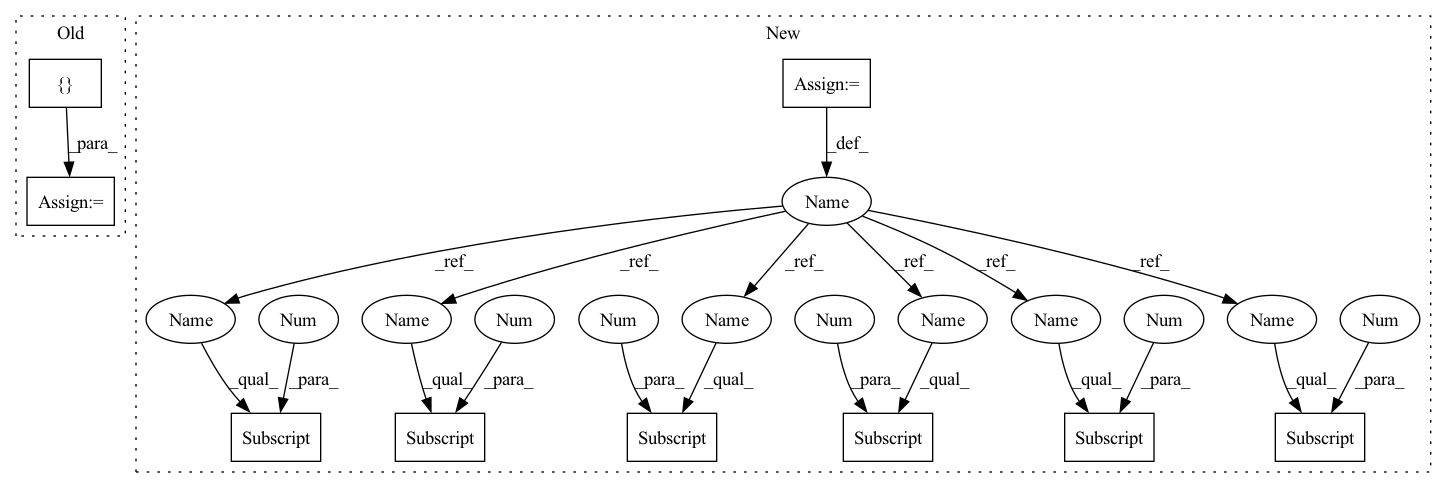 Old
New
{}
Assign:=
_para_
_def_
Assign:=
Name
_ref_
_ref_
_ref_
_ref_
_ref_
_ref_
Name
Num
Name
Num
Num
Name
Num
Name
Name
Num
Name
Num
_qual_
_para_
_qual_
_para_
_para_
_qual_
_para_
_qual_
_qual_
_para_
_qual_
_para_
Subscript
Subscript
Subscript
Subscript
Subscript
Subscript